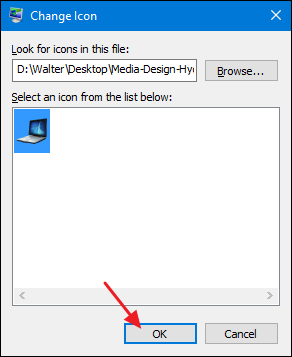 Change Icon
Look for icons in this file:
D:\Walter\Desktop\Media-Design-Hy
Browse...
Select an icon from the list below:
OK
Cancel